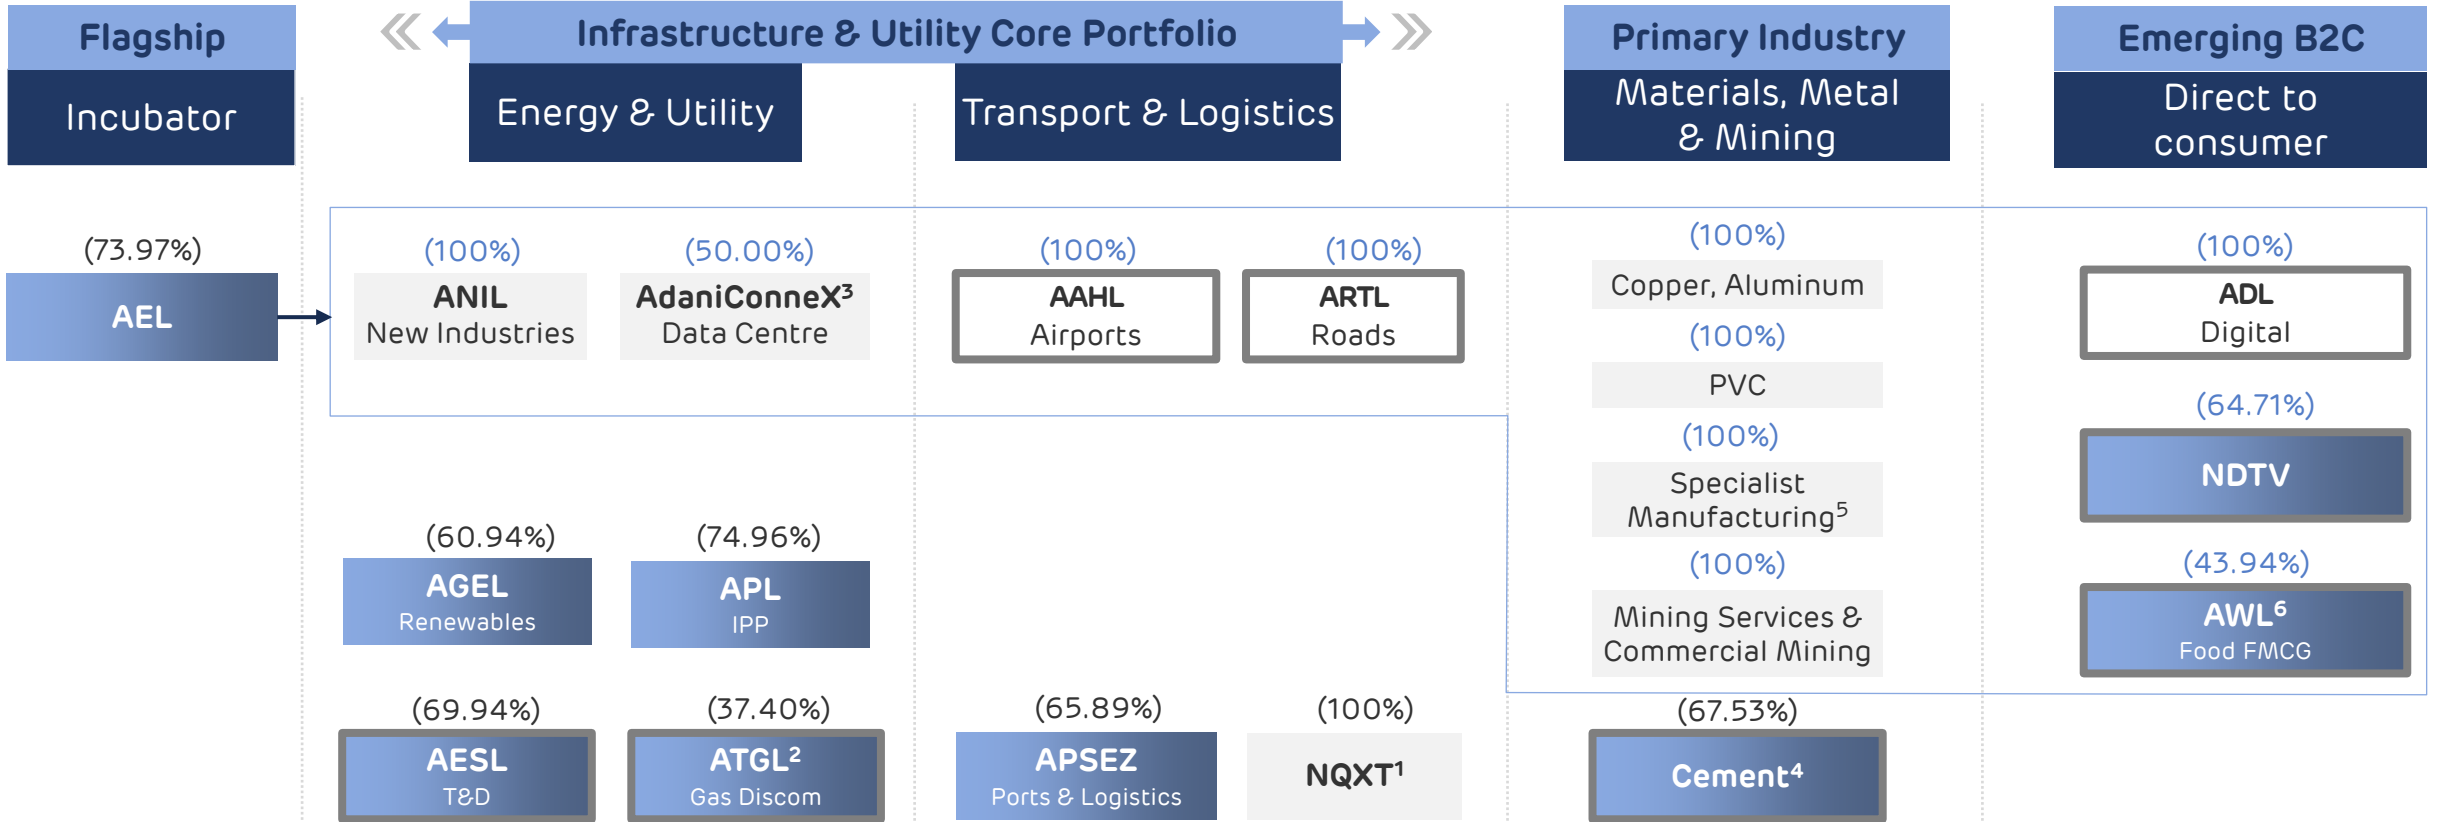 Flagship
Incubator
Infrastructure & Utility Core Portfolio
Energy & Utility
Transport & Logistics
Primary Industry
Materials, Metal
& Mining
Emerging B2C
Direct to
consumer
(73.97%)
AEL
(100%)
ANIL
New Industries
(50.00%)
AdaniConneX³
Data Centre
(100%)
AAHL
Airports
(100%)
ARTL
Roads
(100%)
Copper, Aluminum
(100%)
PVC
(100%)
Specialist
Manufacturing⁵
(100%)
Mining Services &
Commercial Mining
(100%)
ADL
Digital
(64.71%)
NDTV
(43.94%)
AWL⁶
Food FMCG
(60.94%)
AGEL
Renewables
(74.96%)
APL
IPP
(69.94%)
AESL
T&D
(37.40%)
ATGL²
Gas Discom
(65.89%)
APSEZ
Ports & Logistics
(100%)
NQXT¹
(67.53%)
Cement⁴